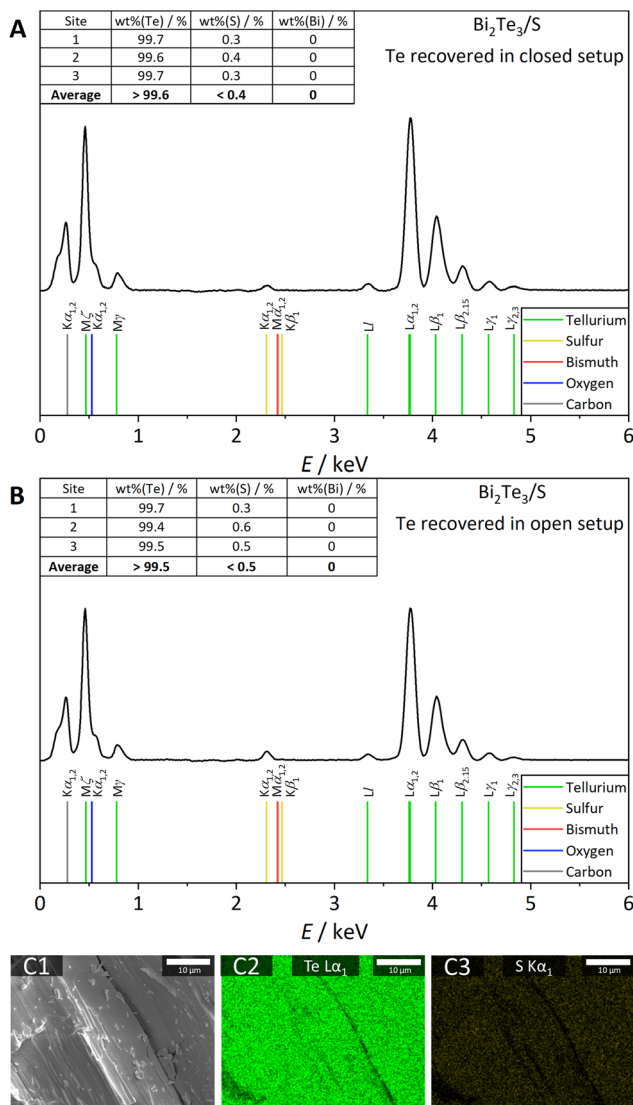 A
Bi₂Te₃/S
Te recovered in closed setup
Site wt%(Te) / % wt%(S) / % wt%(Bi) / %
1 99.7 0.3 0
2 99.6 0.4 0
3 99.7 0.3 0
Average > 99.6 < 0.4 0
Kα₁,₂ Mζ Kα₁,₂ Mγ Kα₁,₂ Mα₁,₂ Kβ₁ Ll Lα₁,₂ Lβ₁ Lβ₂.₁₅ Lγ₁ Lγ₂,₃
Tellurium
Sulfur
Bismuth
Oxygen
Carbon
0 1 2 3 4 5 6
E / keV
B
Bi₂Te₃/S
Te recovered in open setup
Site wt%(Te) / % wt%(S) / % wt%(Bi) / %
1 99.7 0.3 0
2 99.4 0.6 0
3 99.5 0.5 0
Average > 99.5 < 0.5 0
Kα₁,₂ Mζ Kα₁,₂ Mγ Kα₁,₂ Mα₁,₂ Kβ₁ Ll Lα₁,₂ Lβ₁ Lβ₂.₁₅ Lγ₁ Lγ₂,₃
Tellurium
Sulfur
Bismuth
Oxygen
Carbon
0 1 2 3 4 5 6
E / keV
C1 10 μm
C2 Te Lα₁ 10 μm
C3 S Kα₁ 10 μm